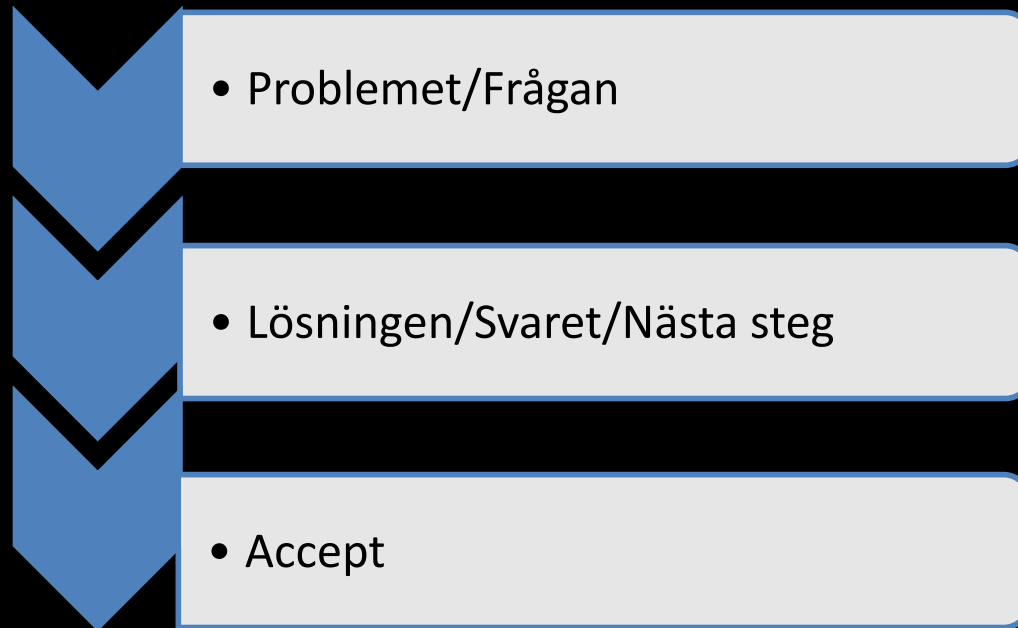 • Problemet/Frågan
• Lösningen/Svaret/Nästa steg
• Accept